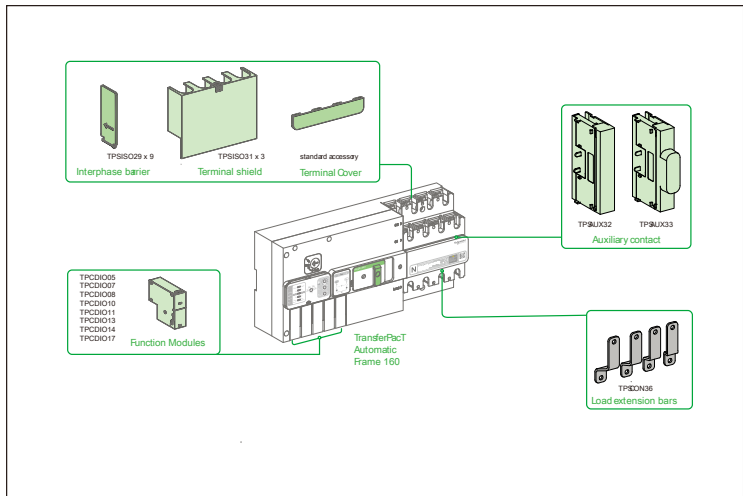 TPSISO29 x 9
TPSISO31 x 3
standard accessory
Interphase barier
Terminal shield
Terminal Cover
TPSAUX32
TPSAUX33
Auxiliary contact
TPCDIO05
TPCDIO07
TPCDIO08
TPCDIO10
TPCDIO11
TPCDIO13
TPCDIO14
TPCDIO17
Function Modules
TransferPacT
Automatic
Frame 160
N
TPSCON36
Load extension bars